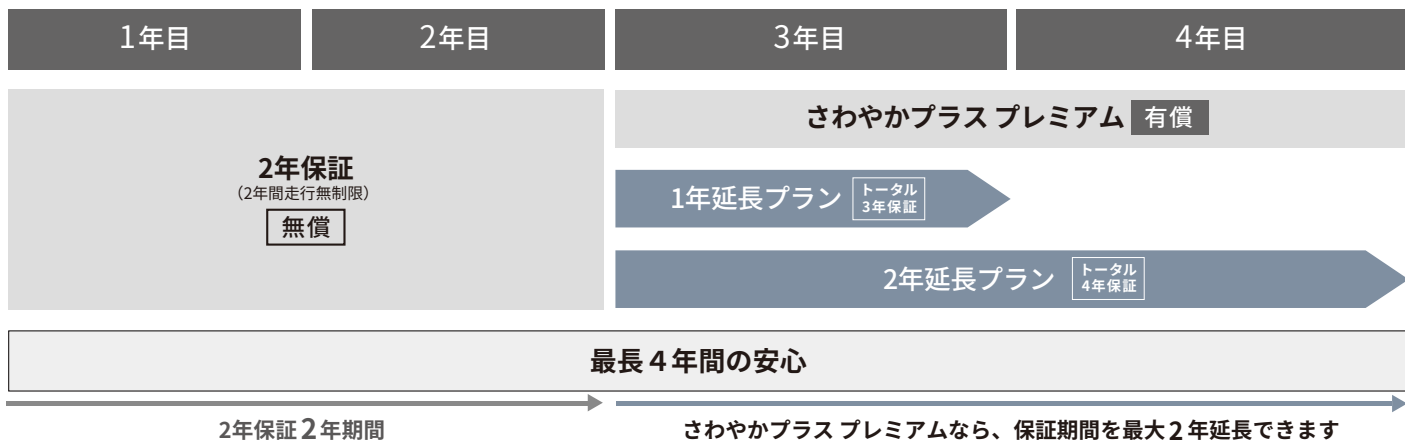 1年目 2年目 3年目 4年目
さわやかプラス プレミアム 有償
2年保証
（2年間走行無制限）
無償
1年延長プラン トータル
3年保証
2年延長プラン トータル
4年保証
最長４年間の安心
2年保証２年期間 さわやかプラス プレミアムなら、保証期間を最大２年延長できます